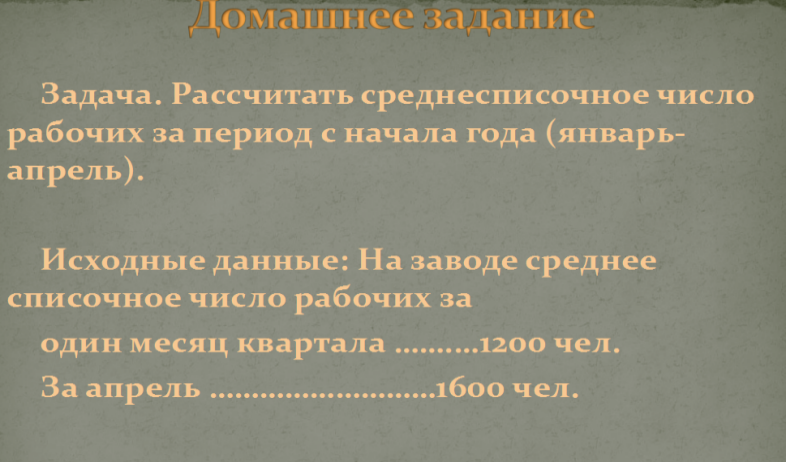 Домашнее задание
Задача. Рассчитать среднесписочное число
рабочих за период с начала года (январь-
апрель).
Исходные данные: На заводе среднее
списочное число рабочих за
один месяц квартала ..........1200 чел.
За апрель ...........................1600 чел.